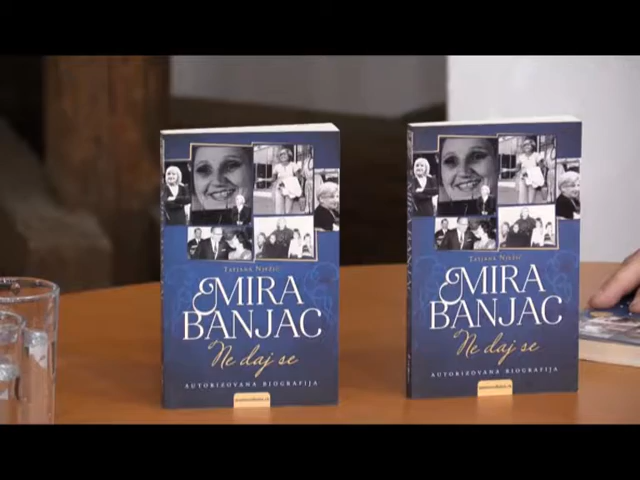 Tatjana Nježić
MIRA
BANJAC
Ne daj se
AUTORIZOVANA BIOGRAFIJA
Tatjana Nježić
MIRA
BANJAC
Ne daj se
AUTORIZOVANA BIOGRAFIJA